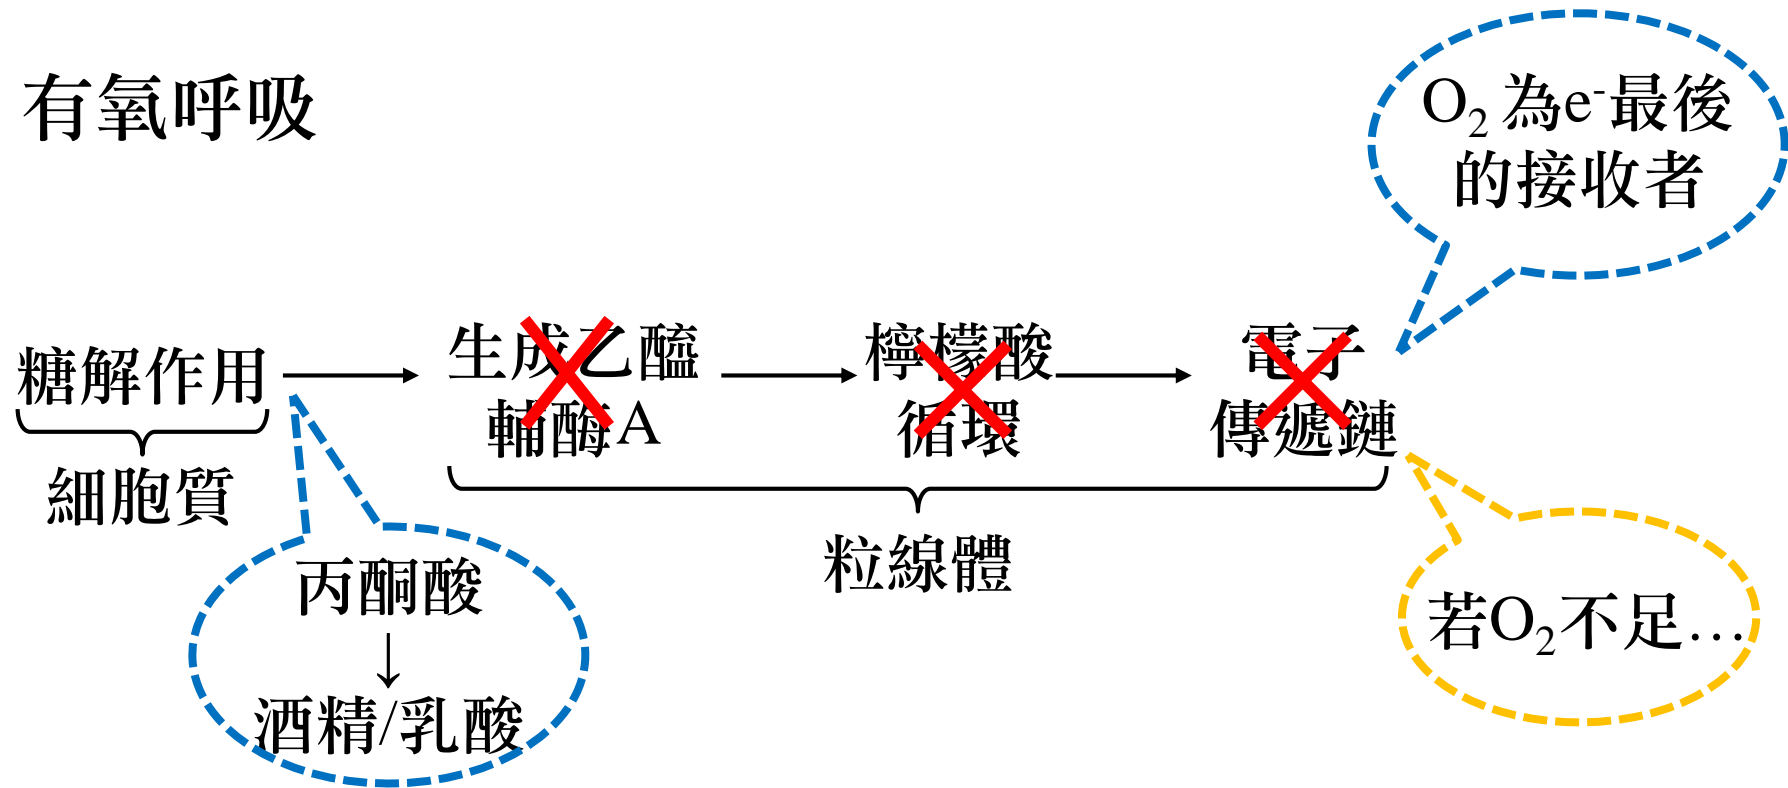 有氧呼吸
O₂ 為e⁻最後
的接收者
糖解作用
細胞質
生成乙醯
輔酶A
檸檬酸
循環
電子
傳遞鏈
粒線體
丙酮酸
↓
酒精/乳酸
若O₂不足…